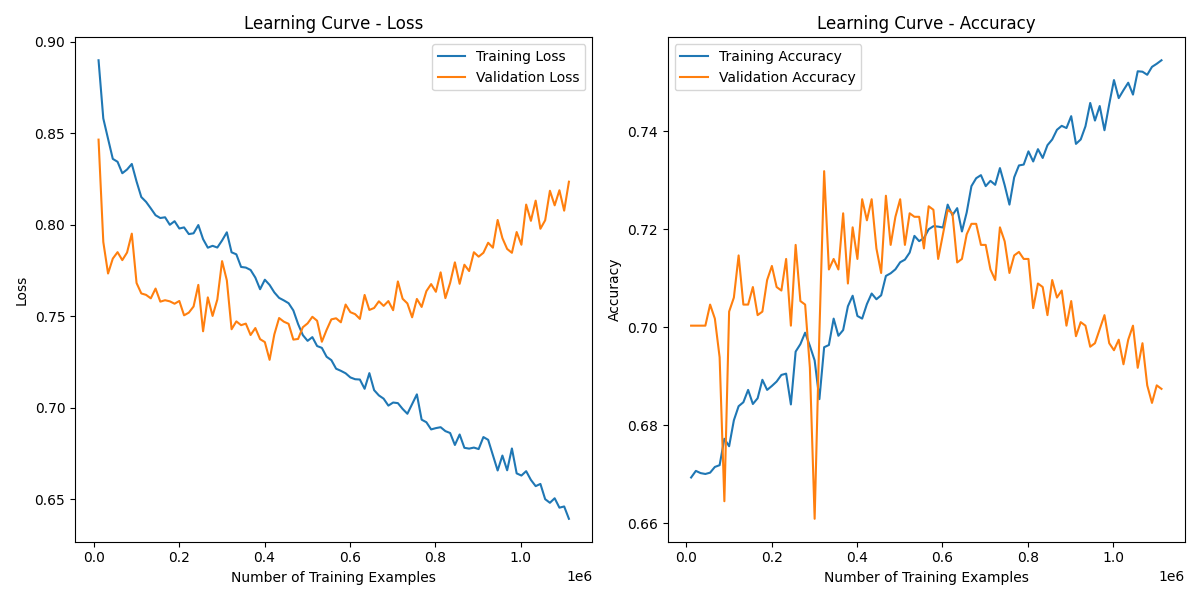 Learning Curve - Loss
0.90
0.85
0.80
0.75
0.70
0.65
Loss
0.0 0.2 0.4 0.6 0.8 1.0
1e6
Number of Training Examples
Training Loss
Validation Loss
Learning Curve - Accuracy
0.74
0.72
0.70
0.68
0.66
Accuracy
0.0 0.2 0.4 0.6 0.8 1.0
1e6
Number of Training Examples
Training Accuracy
Validation Accuracy